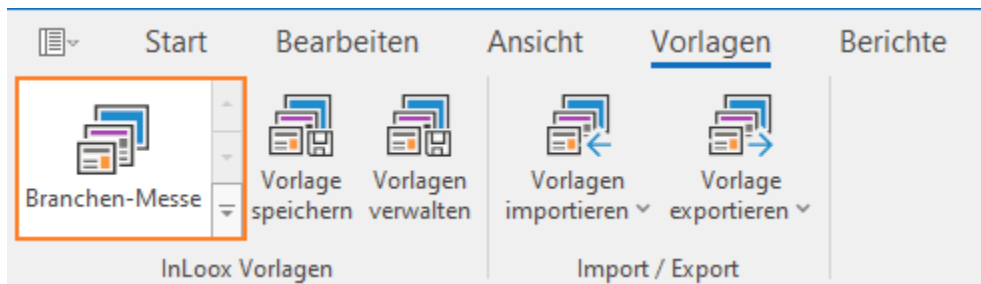 Start Bearbeiten Ansicht Vorlagen Berichte
Branchen-Messe
Vorlage
speichern
Vorlagen
verwalten
Vorlagen
importieren
Vorlage
exportieren
InLoox Vorlagen
Import / Export